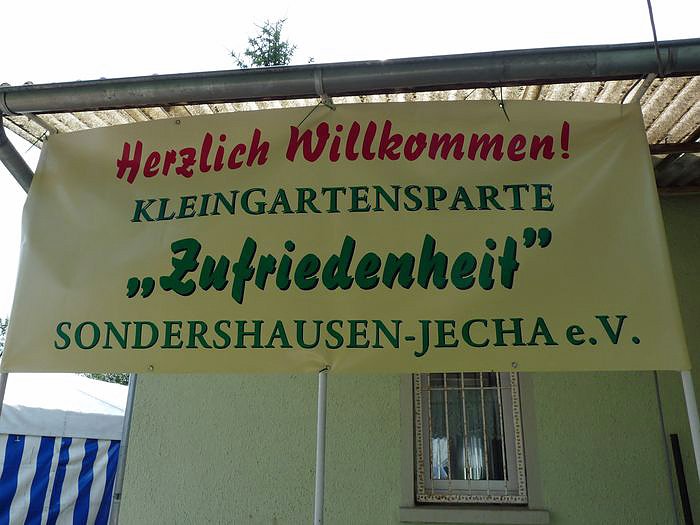 Herzlich Willkommen!
KLEINGARTENSPARTE
„Zufriedenheit”
SONDERSHAUSEN-JECHA e.V.